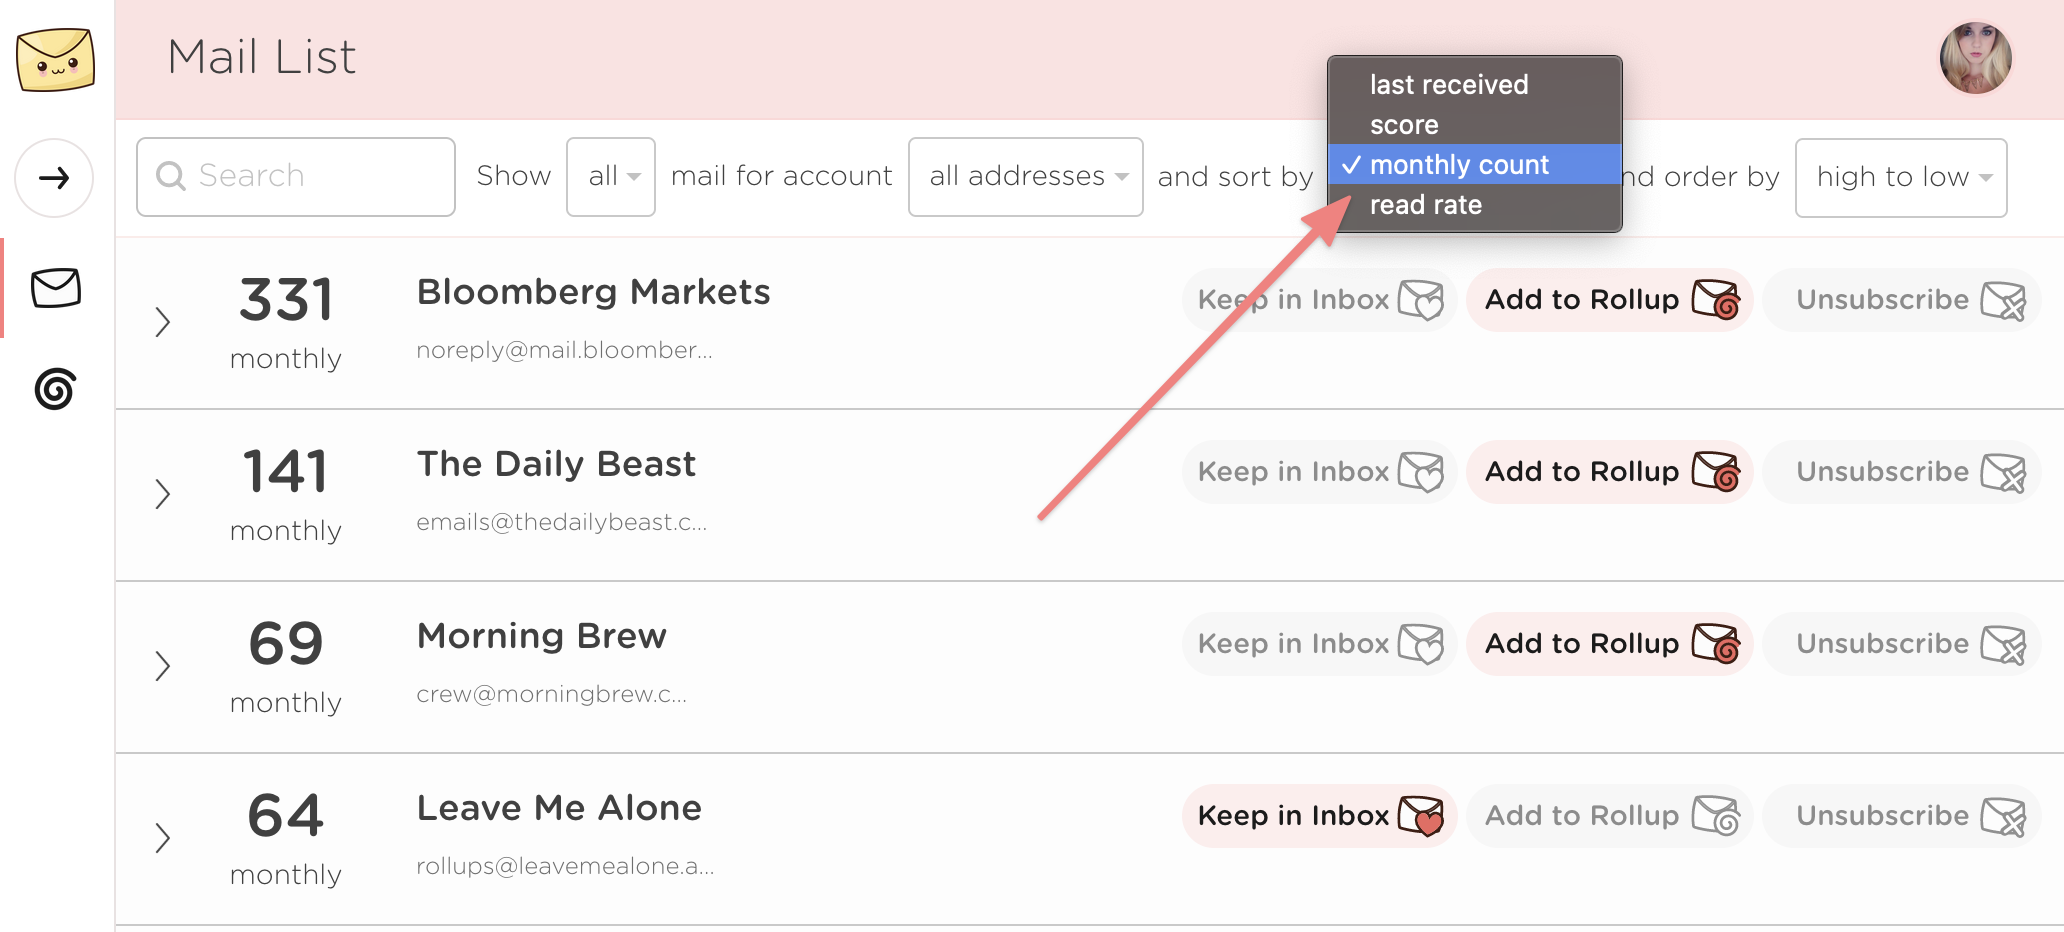 Mail List
last received
score
✓ monthly count
read rate
Search
Show all mail for account all addresses and sort by nd order by high to low
331
monthly
Bloomberg Markets
noreply@mail.bloomber...
Keep in Inbox
Add to Rollup
Unsubscribe
141
monthly
The Daily Beast
emails@thedailybeast.c...
Keep in Inbox
Add to Rollup
Unsubscribe
69
monthly
Morning Brew
crew@morningbrew.c...
Keep in Inbox
Add to Rollup
Unsubscribe
64
monthly
Leave Me Alone
rollups@leavemealone.a...
Keep in Inbox
Add to Rollup
Unsubscribe